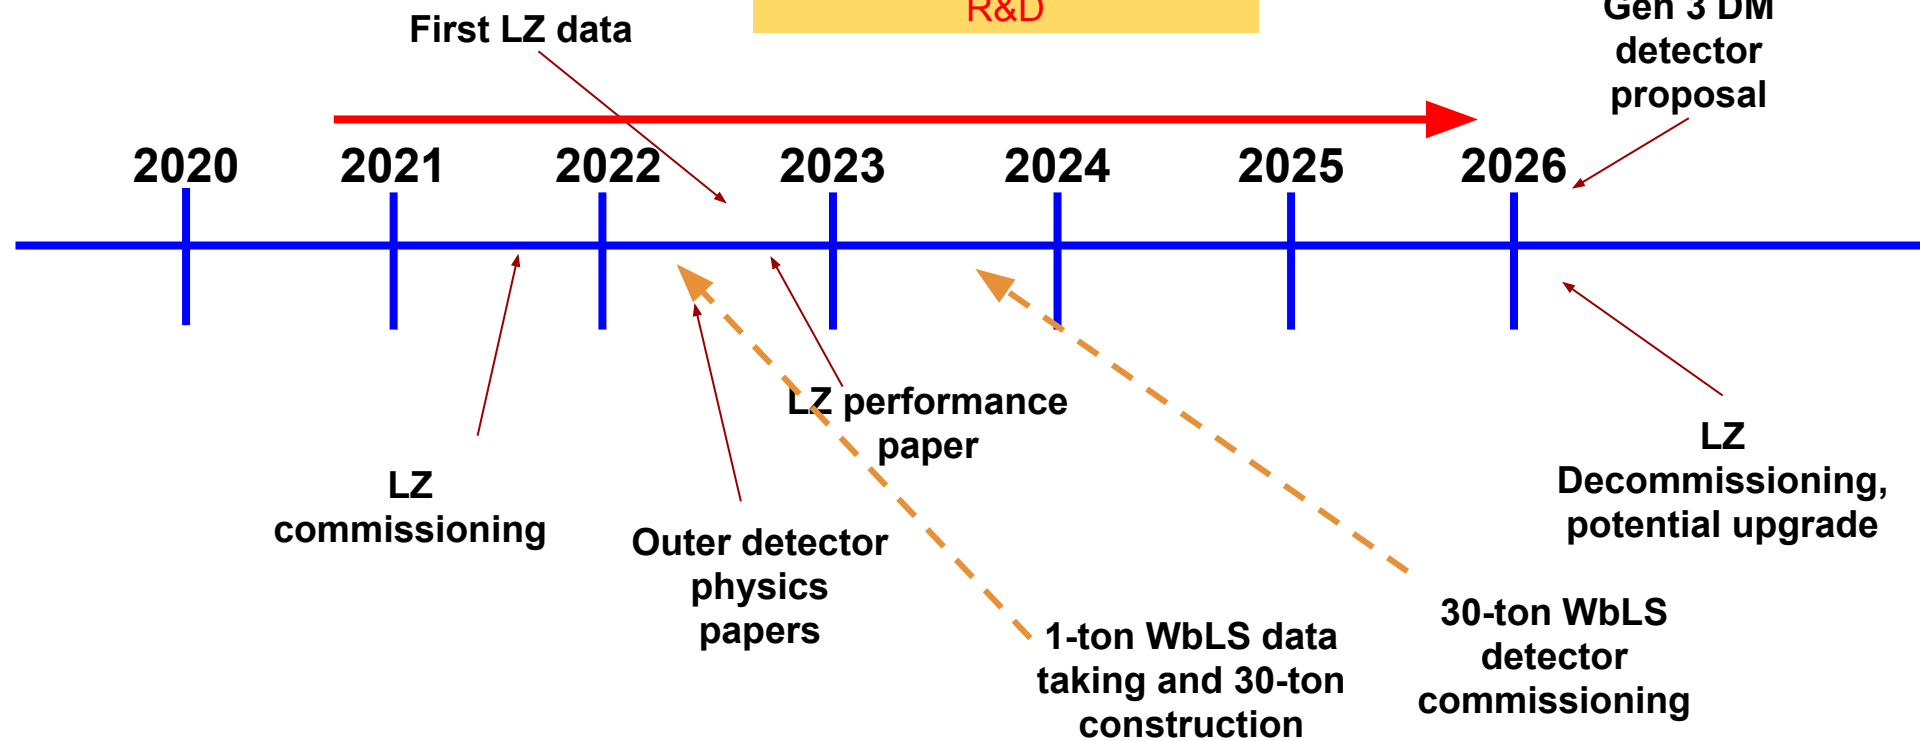 First LZ data
R&D
Gen 3 DM
detector
proposal
2020
2021
2022
2023
2024
2025
2026
LZ
commissioning
Outer detector
physics
papers
LZ performance
paper
1-ton WbLS data
taking and 30-ton
construction
30-ton WbLS
detector
commissioning
LZ
Decommissioning,
potential upgrade